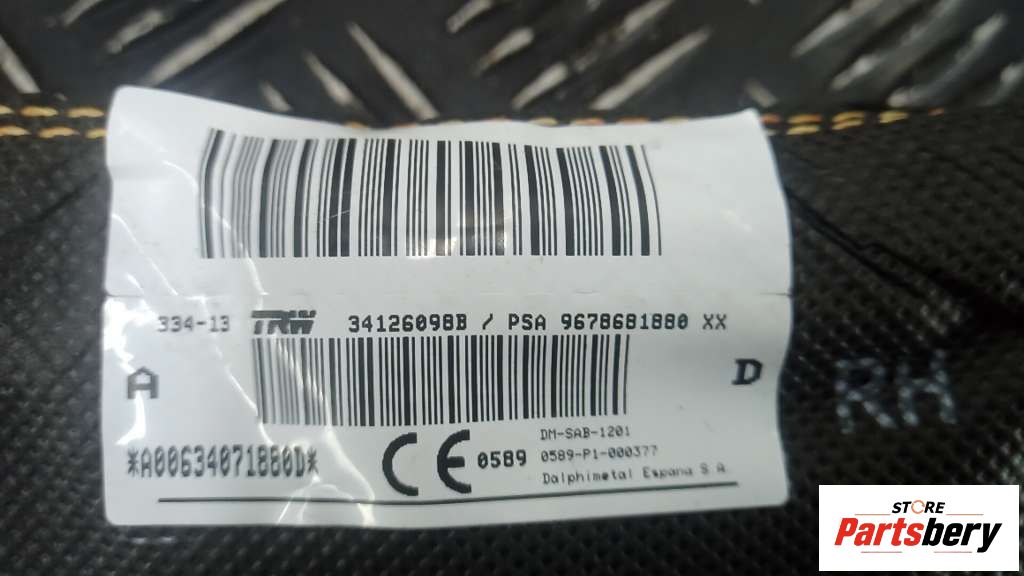 334-13 TRW 34126098B / PSA 9678681880 XX
A D
RH
DM-SAB-1201
*A00634071880D* CE 0589 0589-P1-000377
Dalphimetal Espana S A.
STORE
Partsbery